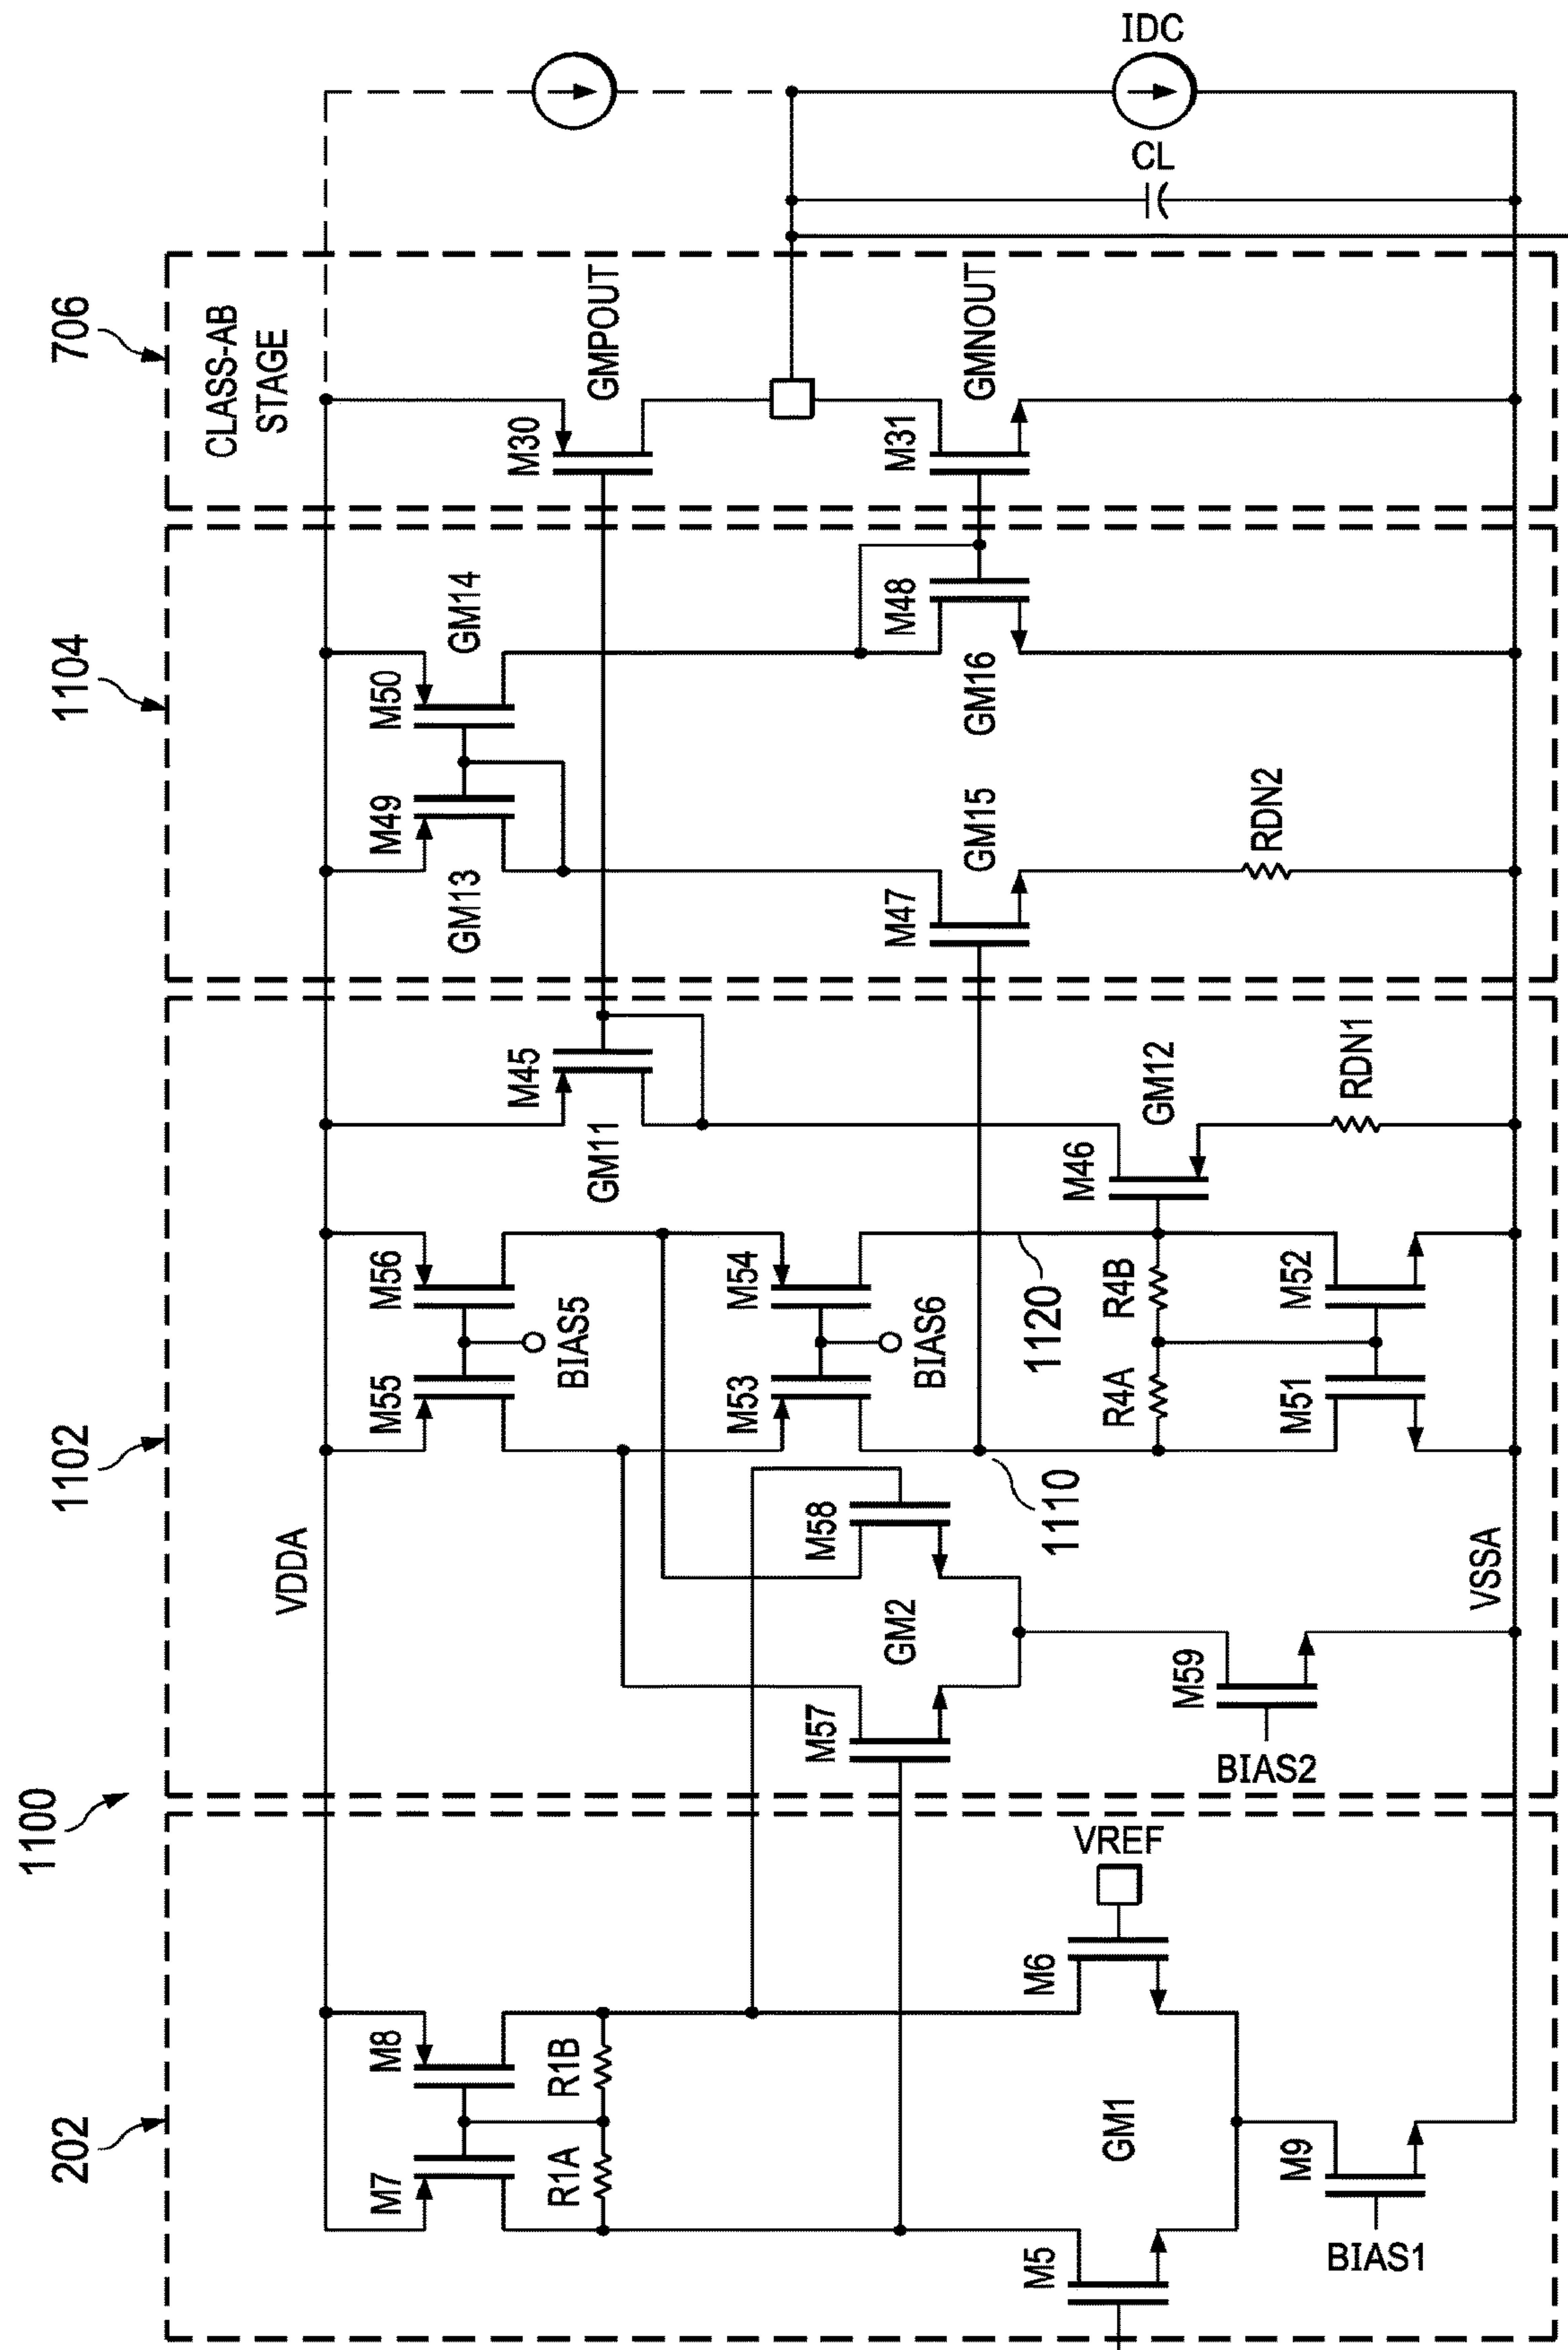 1100
202
1102
1104
706
CLASS-AB
STAGE
VDDA
M7
M8
R1A
R1B
M5
GM1
M6
VREF
M9
BIAS1
M57
GM2
M58
M59
BIAS2
VSSA
M55
M56
BIAS5
M53
M54
BIAS6
1110
1120
R4A
R4B
M51
M52
M45
GM11
M46
GM12
RDN1
M49
M50
GM13
GM14
M47
GM15
RDN2
M48
GM16
M30
GMPOUT
M31
GMNOUT
CL
IDC